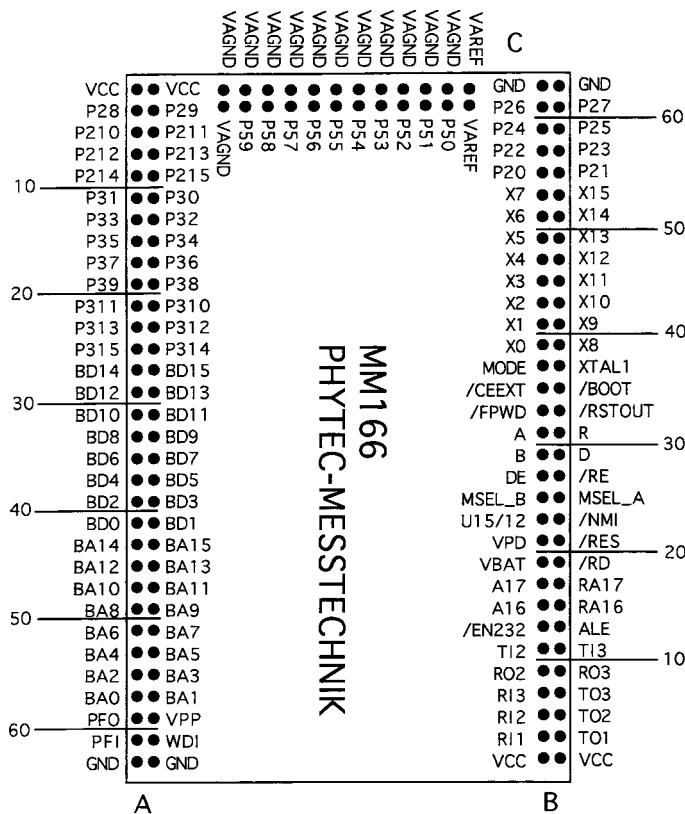 VAGND VAGND VAGND VAGND VAGND VAGND VAGND VAGND VAGND VAGND VAREF
C
VAGND P59 P58 P57 P56 P55 P54 P53 P52 P51 P50 VAREF
VCC VCC
P28 P29
P210 P211
P212 P213
P214 P215
10
P31 P30
P33 P32
P35 P34
P37 P36
P39 P38
20
P311 P310
P313 P312
P315 P314
BD14 BD15
BD12 BD13
30
BD10 BD11
BD8 BD9
BD6 BD7
BD4 BD5
BD2 BD3
40
BD0 BD1
BA14 BA15
BA12 BA13
BA10 BA11
BA8 BA9
50
BA6 BA7
BA4 BA5
BA2 BA3
BA0 BA1
PFO VPP
60
PFI WDI
GND GND
A
MM166
PHYTEC-MESSTECHNIK
GND GND
P26 P27
60
P24 P25
P22 P23
P20 P21
X7 X15
X6 X14
50
X5 X13
X4 X12
X3 X11
X2 X10
X1 X9
40
X0 X8
MODE XTAL1
/CEEXT /BOOT
/FPWD /RSTOUT
A R
30
B D
DE /RE
MSEL_B MSEL_A
U15/12 /NMI
VPD /RES
20
VBAT /RD
A17 RA17
A16 RA16
/EN232 ALE
TI2 TI3
10
RO2 RO3
RI3 TO3
RI2 TO2
RI1 TO1
VCC VCC
B